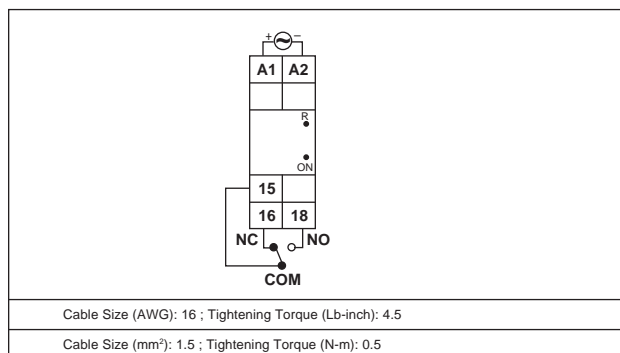 + −
A1 A2
R
ON
15
16 18
NC NO
COM
Cable Size (AWG): 16 ; Tightening Torque (Lb-inch): 4.5
Cable Size (mm²): 1.5 ; Tightening Torque (N-m): 0.5